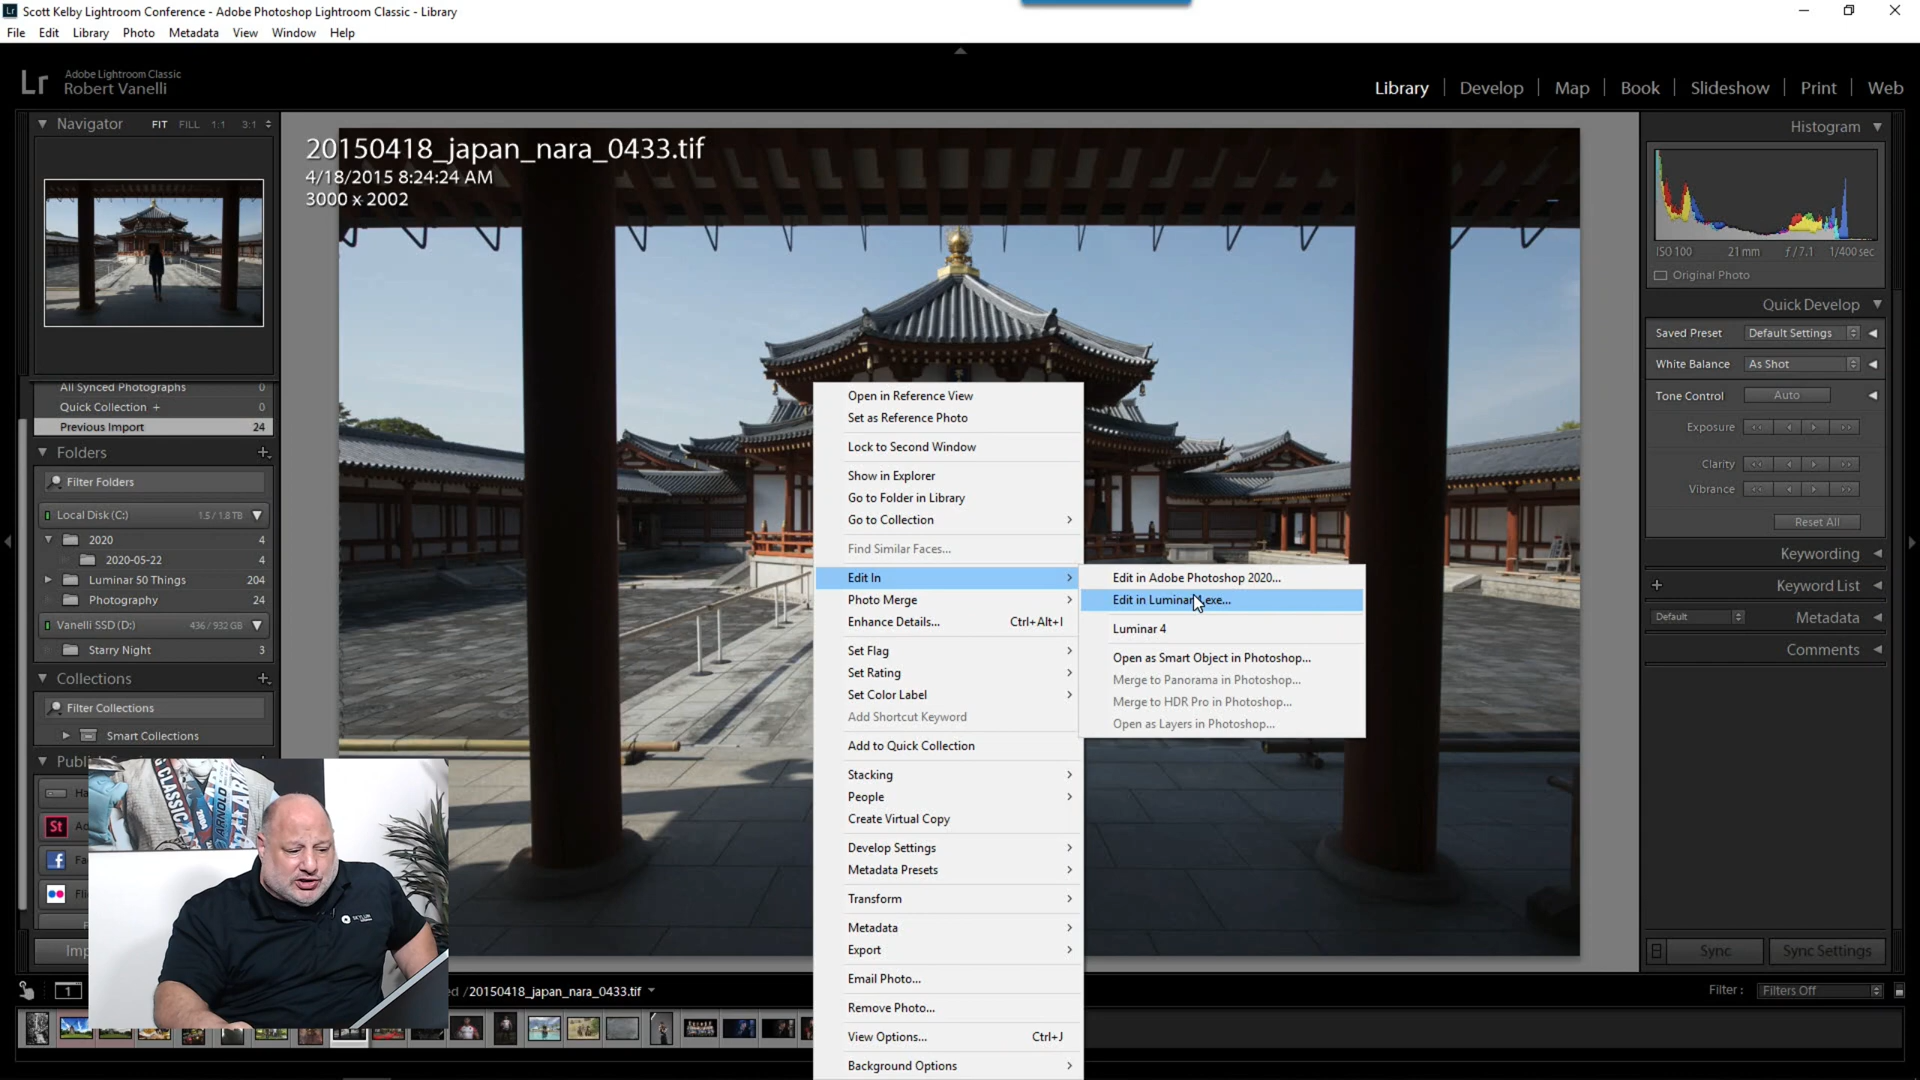 Scott Kelby Lightroom Conference - Adobe Photoshop Lightroom Classic - Library
File Edit Library Photo Metadata View Window Help
Lr
Adobe Lightroom Classic
Robert Vanelli
Library Develop Map Book Slideshow Print Web
Navigator FIT FILL 1:1 3:1
All Synced Photographs 0
Quick Collection + 0
Previous Import 24
Folders
Filter Folders
Local Disk (C:) 1.5 / 1.8 TB
2020 4
2020-05-22 4
Luminar 50 Things 204
Photography 24
Vanelli SSD (D:) 436 / 932 GB
Starry Night 3
Collections
Filter Collections
Smart Collections
St
20150418_japan_nara_0433.tif
4/18/2015 8:24:24 AM
3000 x 2002
Open in Reference View
Set as Reference Photo
Lock to Second Window
Show in Explorer
Go to Folder in Library
Go to Collection
Find Similar Faces...
Edit In
Photo Merge
Enhance Details... Ctrl+Alt+I
Set Flag
Set Rating
Set Color Label
Add Shortcut Keyword
Add to Quick Collection
Stacking
People
Create Virtual Copy
Develop Settings
Metadata Presets
Transform
Metadata
Export
Email Photo...
Remove Photo...
View Options... Ctrl+J
Background Options
Edit in Adobe Photoshop 2020...
Edit in Luminar
Luminar 4
Open as Smart Object in Photoshop...
Merge to Panorama in Photoshop...
Merge to HDR Pro in Photoshop...
Open as Layers in Photoshop...
Histogram
ISO 100 21 mm f / 7.1 1/400 sec
Original Photo
Quick Develop
Saved Preset Default Settings
White Balance As Shot
Tone Control Auto
Exposure
Clarity
Vibrance
Reset All
Keywording
Keyword List
Default Metadata
Comments
Sync Sync Settings
1
/20150418_japan_nara_0433.tif
Filter : Filters Off